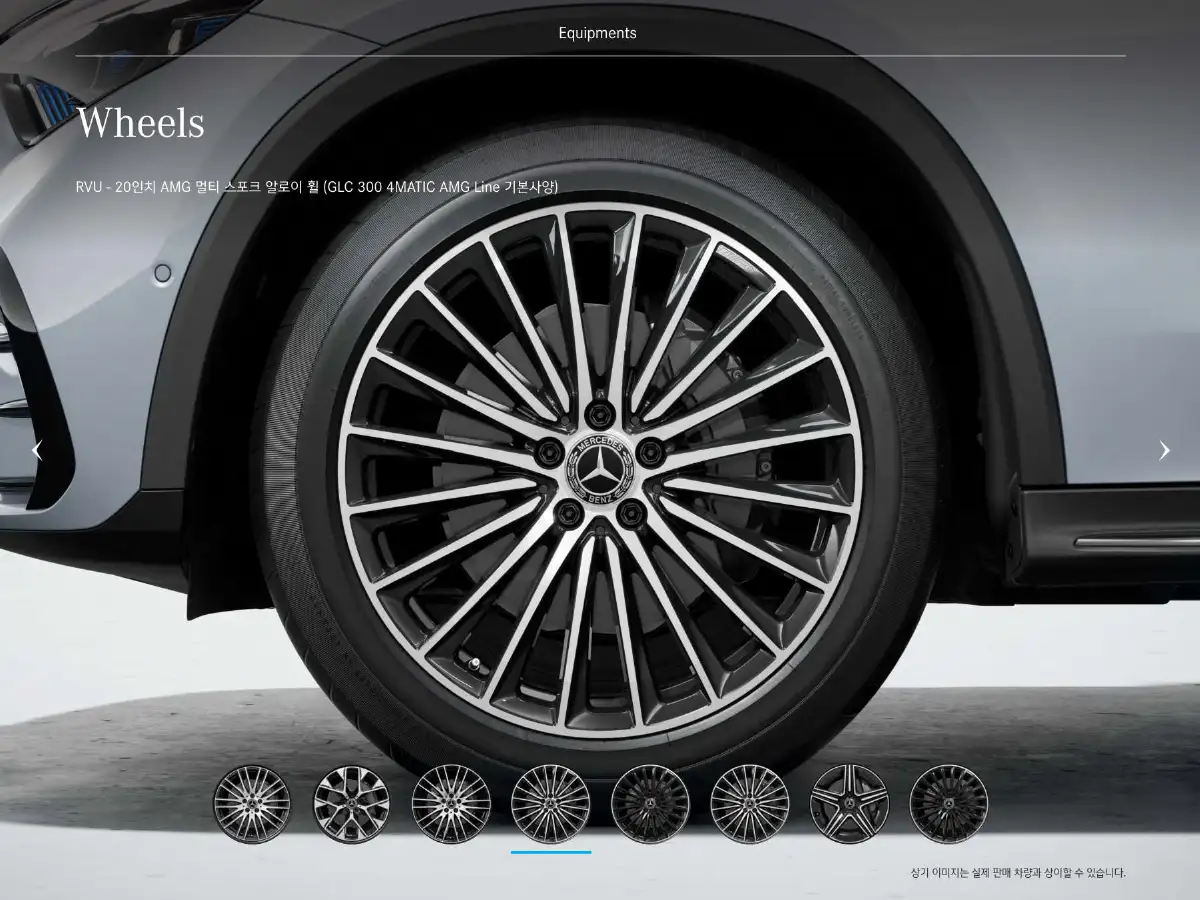 Equipments
Wheels
RVU - 20인치 AMG 멀티 스포크 알로이 휠 (GLC 300 4MATIC AMG Line 기본사양)
MERCEDES
BENZ
상기 이미지는 실제 판매 차량과 상이할 수 있습니다.